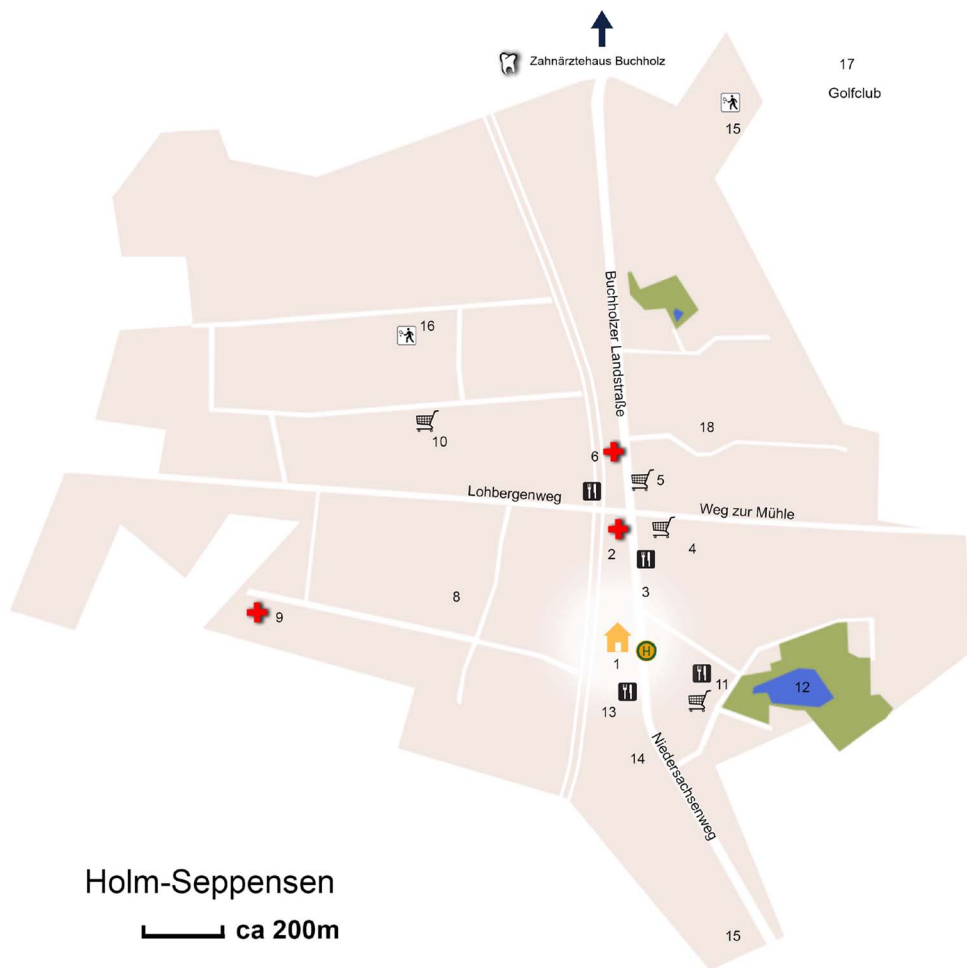 Zahnärztehaus Buchholz
17
Golfclub
15
Buchholzer Landstraße
16
10
18
6
5
Lohbergenweg
Weg zur Mühle
2
4
3
8
9
H
1
11
12
13
14
Niedersachsenweg
Holm-Seppensen
ca 200m
15